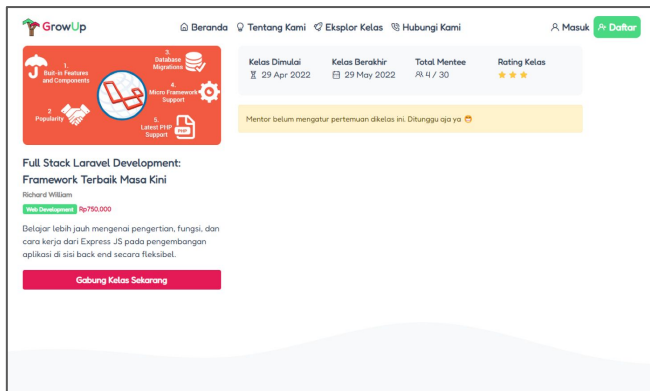 GrowUp
Beranda
Tentang Kami
Eksplor Kelas
Hubungi Kami
Masuk
Daftar
1.
Built-in Features
and Components
2
Popularity
3.
Database
Migrations
4.
Micro Framework
Support
5.
Latest PHP
Support
PHP
Full Stack Laravel Development:
Framework Terbaik Masa Kini
Richard William
Web Development Rp750,000
Belajar lebih jauh mengenai pengertian, fungsi, dan
cara kerja dari Express JS pada pengembangan
aplikasi di sisi back end secara fleksibel.
Gabung Kelas Sekarang
Kelas Dimulai
29 Apr 2022
Kelas Berakhir
29 May 2022
Total Mentee
4 / 30
Rating Kelas
Mentor belum mengatur pertemuan dikelas ini. Ditunggu aja ya 😁